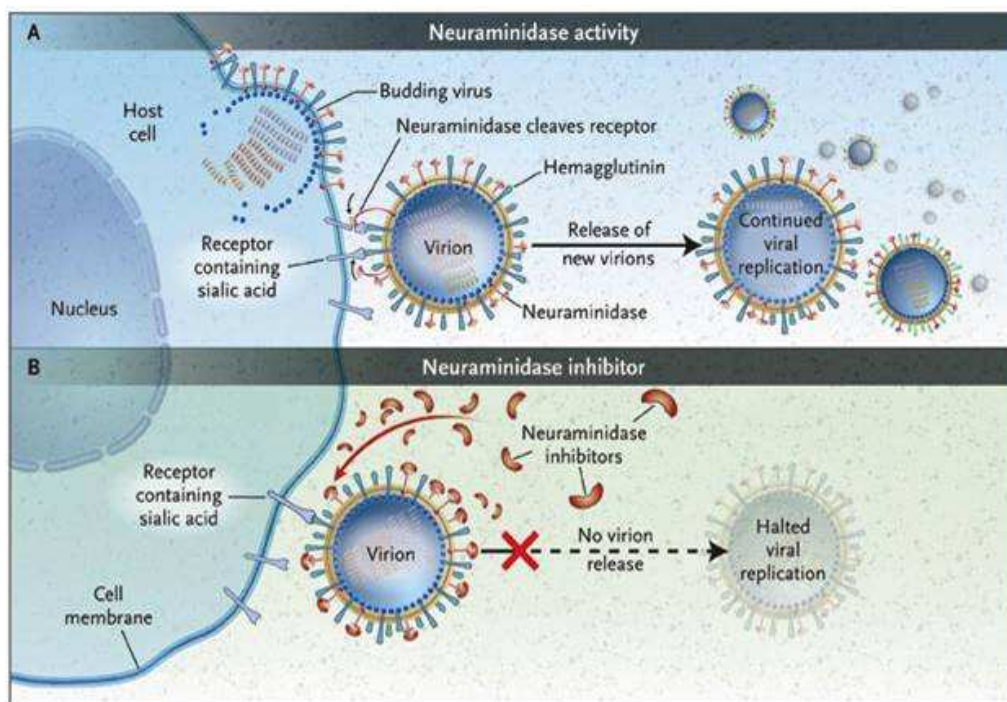 A
Neuraminidase activity
Host
cell
Budding virus
Neuraminidase cleaves receptor
Hemagglutinin
Receptor
containing
sialic acid
Virion
Release of
new virions
Continued
viral
replication
Nucleus
Neuraminidase
B
Neuraminidase inhibitor
Neuraminidase
inhibitors
Receptor
containing
sialic acid
Virion
No virion
release
Halted
viral
replication
Cell
membrane